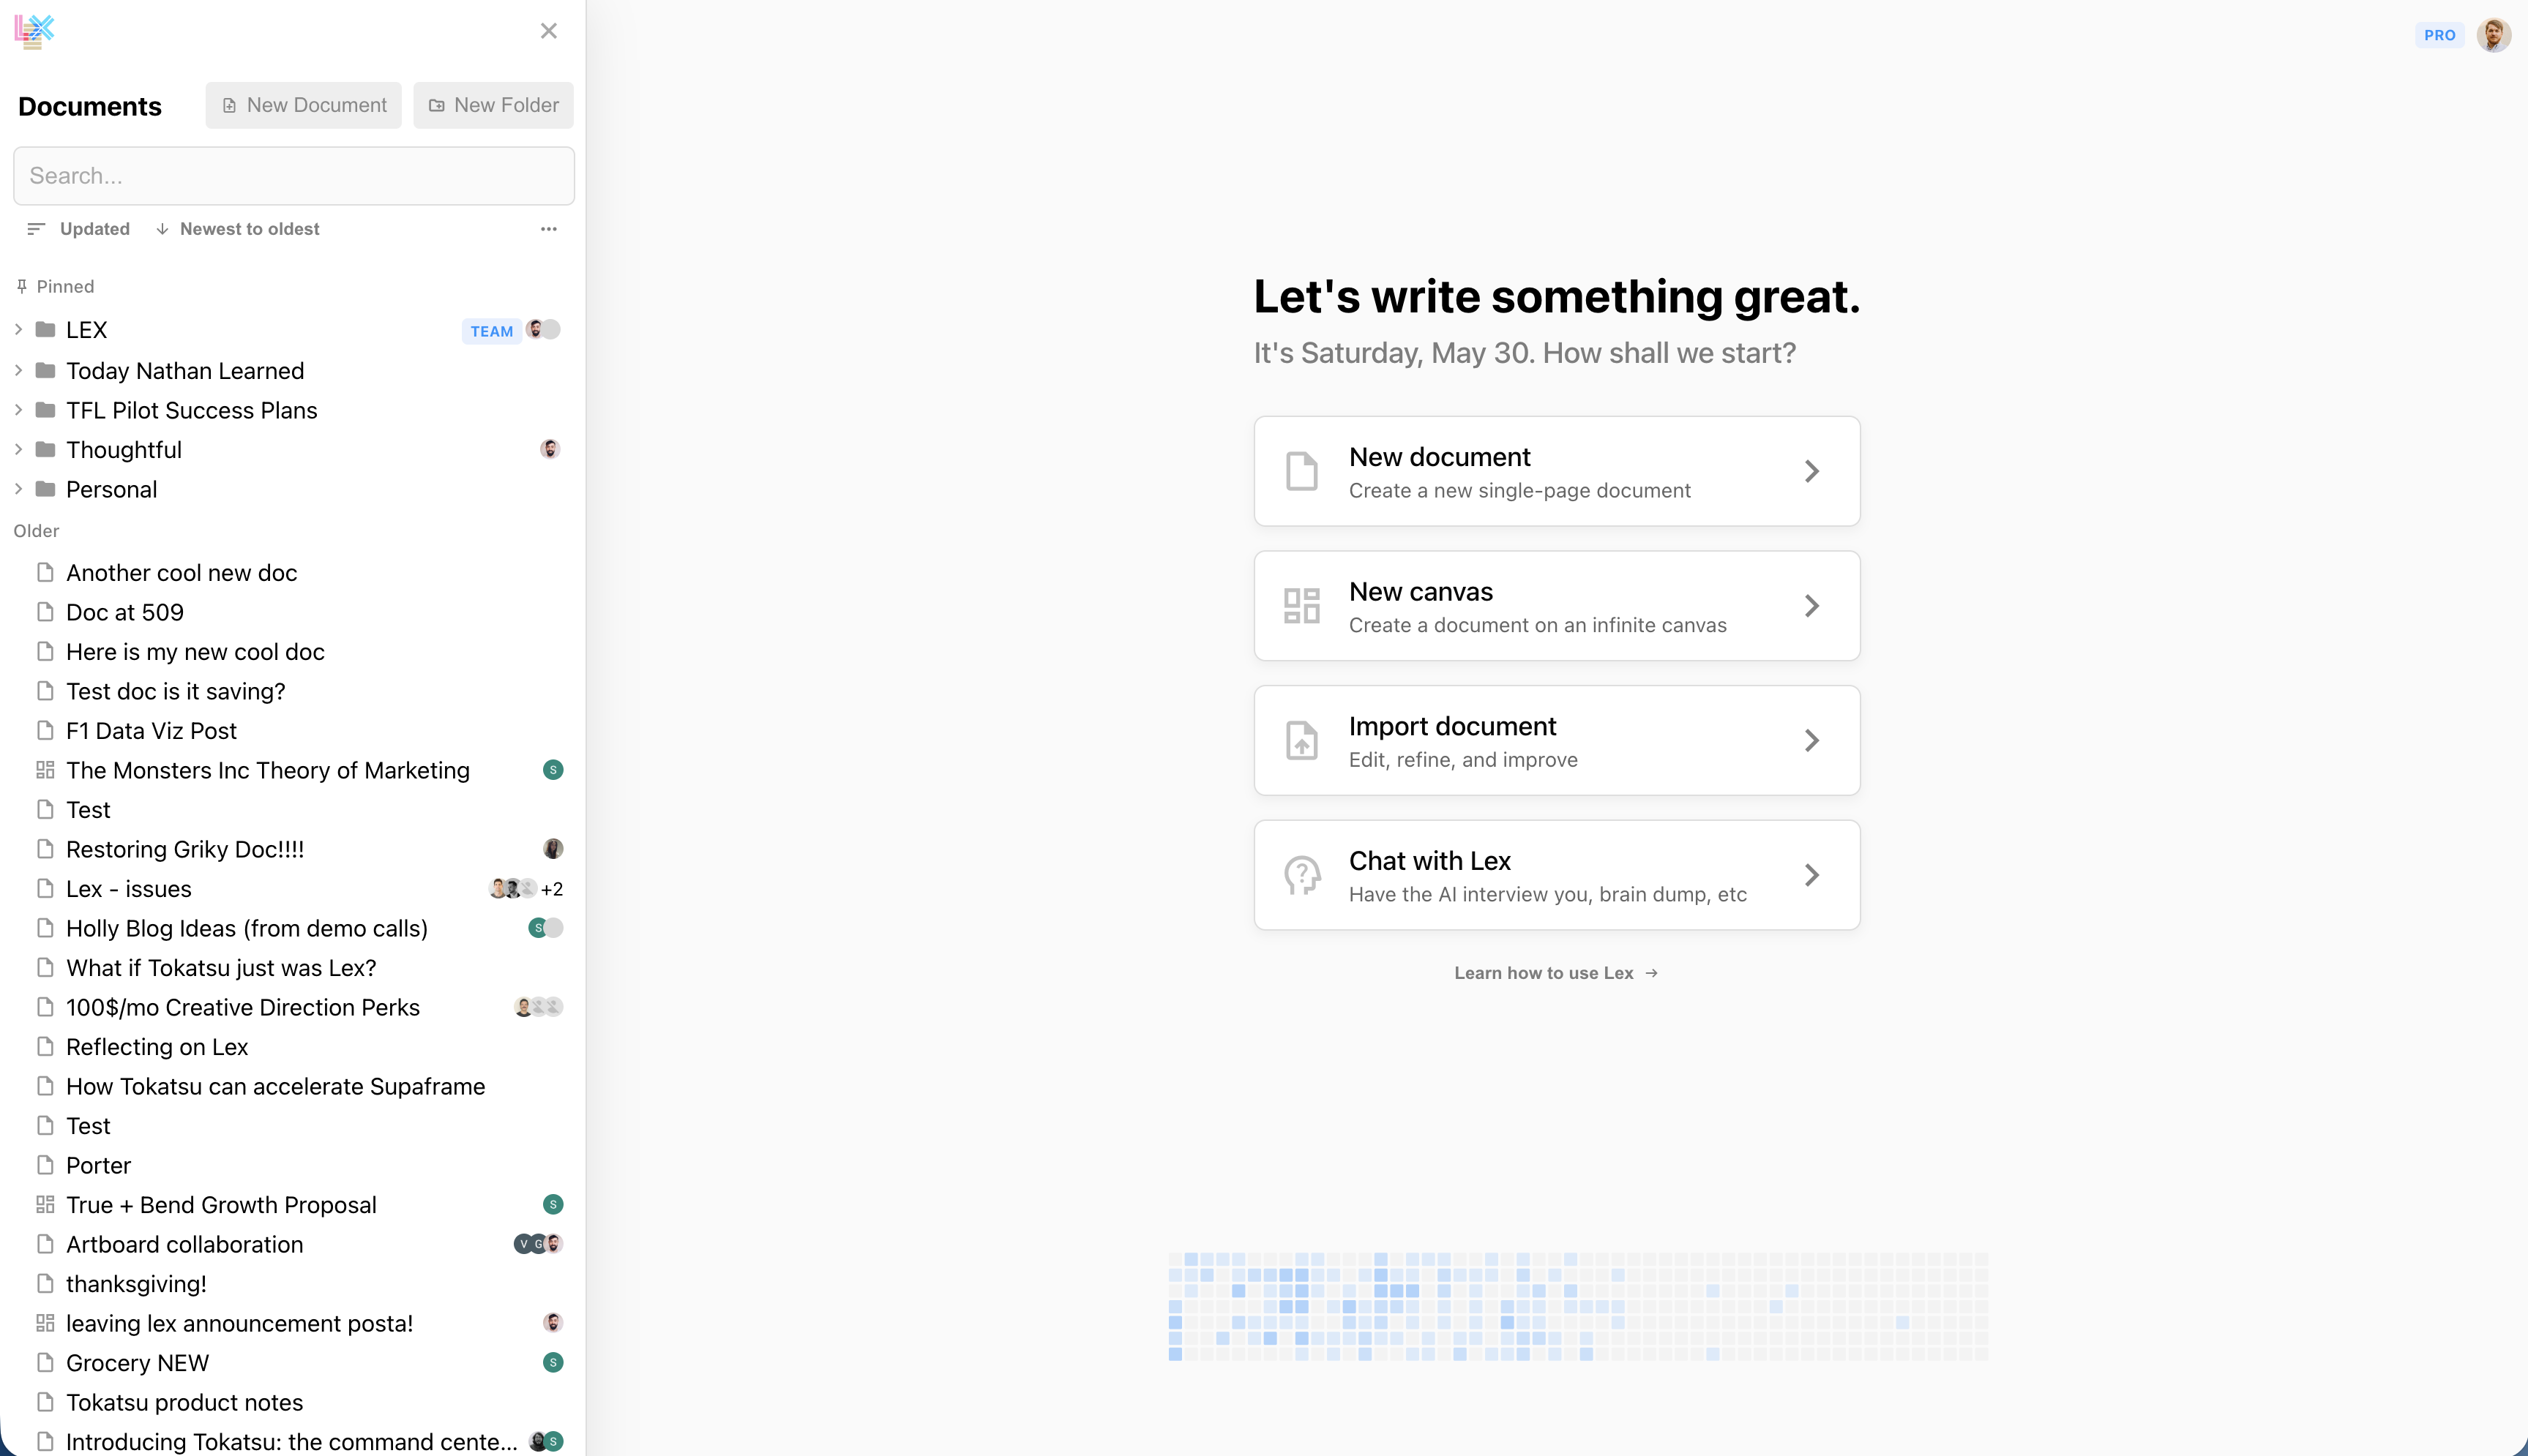 LEX
Documents
New Document
New Folder
Search...
Updated
Newest to oldest
Pinned
LEX
TEAM
Today Nathan Learned
TFL Pilot Success Plans
Thoughtful
Personal
Older
Another cool new doc
Doc at 509
Here is my new cool doc
Test doc is it saving?
F1 Data Viz Post
The Monsters Inc Theory of Marketing
S
Test
Restoring Griky Doc!!!!
Lex - issues
+2
Holly Blog Ideas (from demo calls)
S
What if Tokatsu just was Lex?
100$/mo Creative Direction Perks
Reflecting on Lex
How Tokatsu can accelerate Supaframe
Test
Porter
True + Bend Growth Proposal
S
Artboard collaboration
V G
thanksgiving!
leaving lex announcement posta!
Grocery NEW
S
Tokatsu product notes
Introducing Tokatsu: the command cente...
S
PRO
Let's write something great.
It's Saturday, May 30. How shall we start?
New document
Create a new single-page document
New canvas
Create a document on an infinite canvas
Import document
Edit, refine, and improve
Chat with Lex
Have the AI interview you, brain dump, etc
Learn how to use Lex →